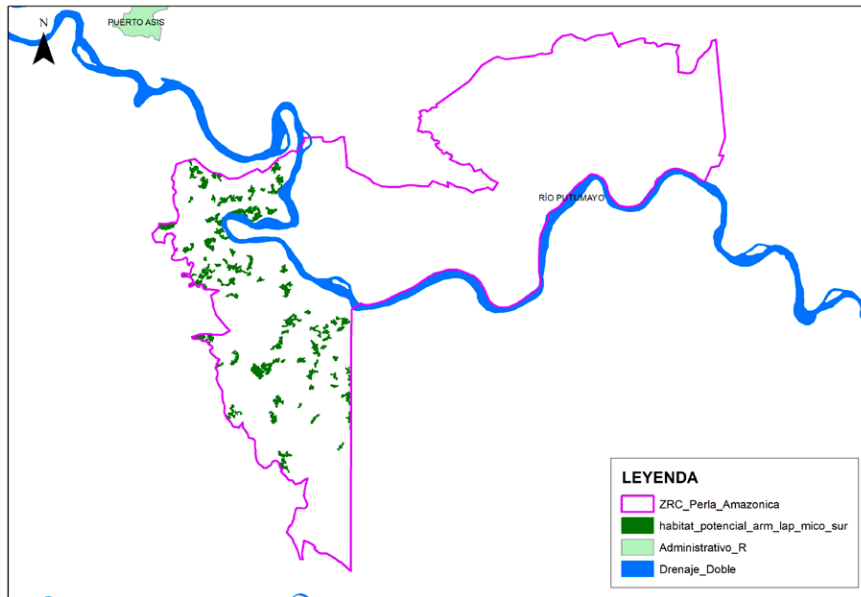 PUERTO ASIS
N
RÍO PUTUMAYO
LEYENDA
ZRC_Perla_Amazonica
habitat_potencial_arm_lap_mico_sur
Administrativo_R
Drenaje_Doble